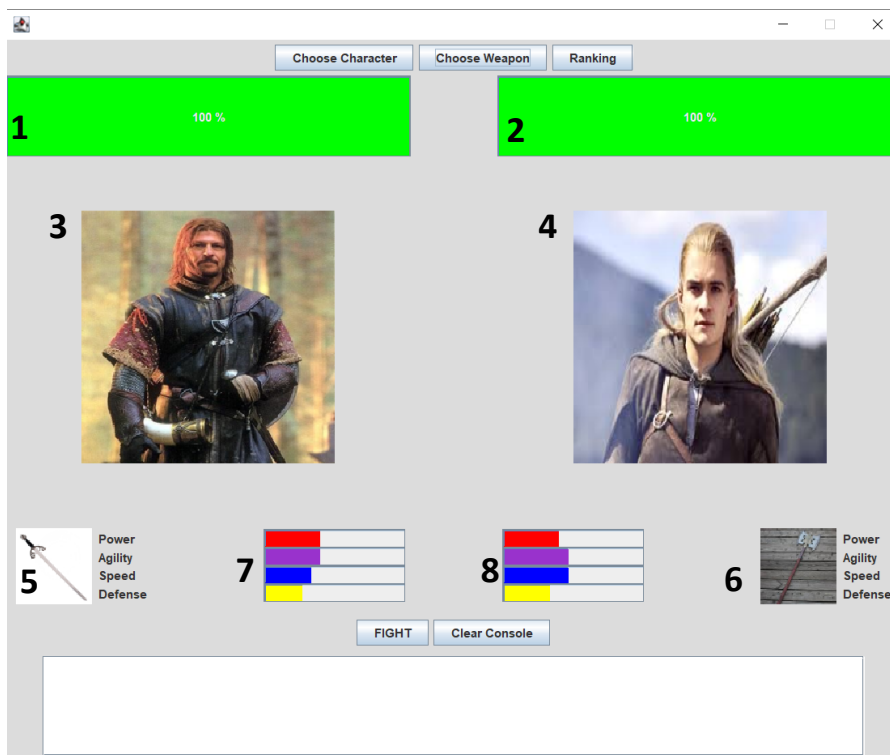 Choose Character Choose Weapon Ranking
1 100 % 2 100 %
3 4
5 Power 7 8 6 Power
Agility Agility
Speed Speed
Defense Defense
FIGHT Clear Console